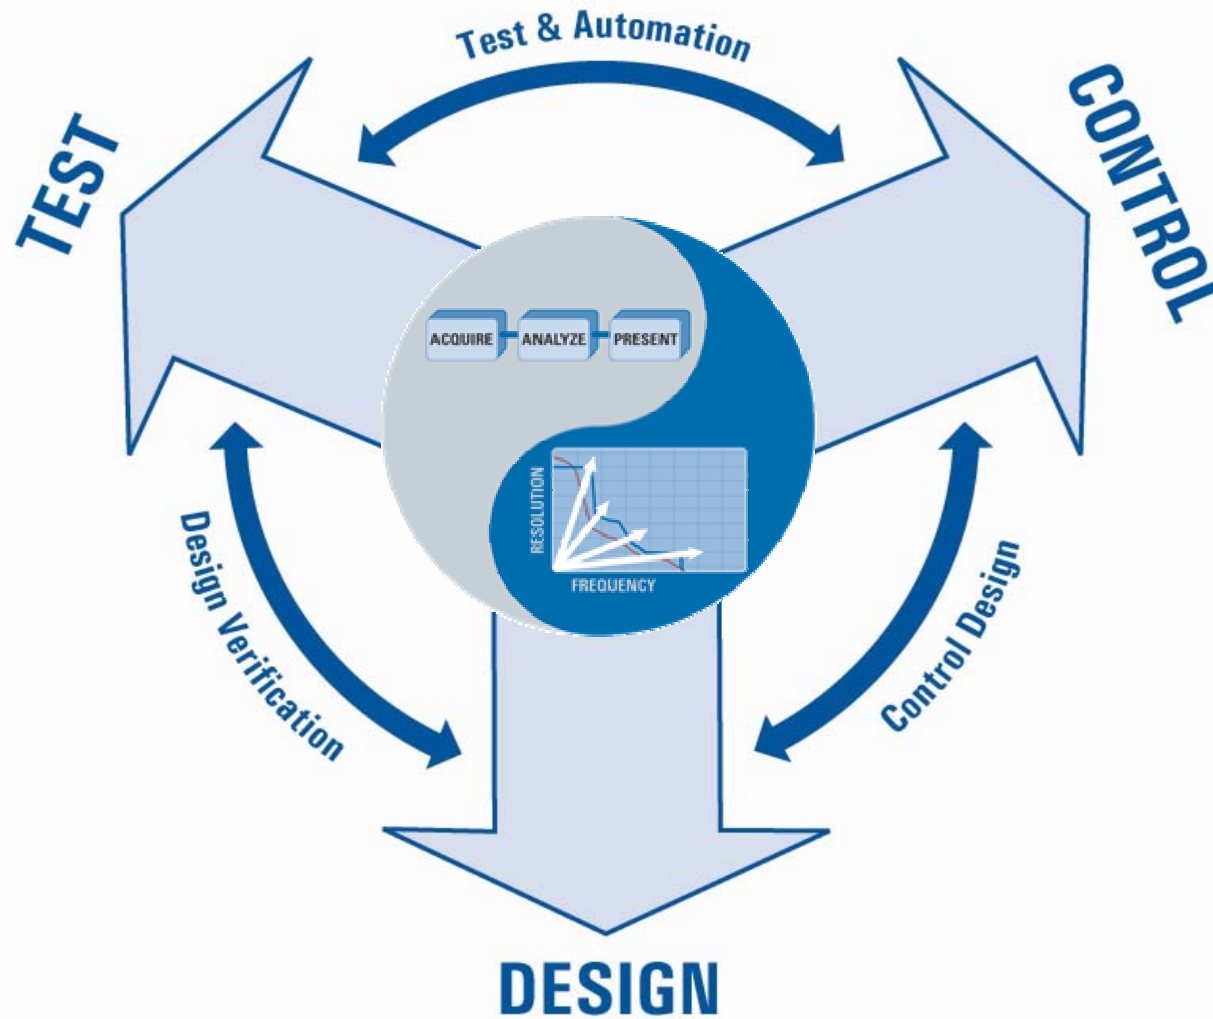 Test & Automation
TEST
CONTROL
ACQUIRE
ANALYZE
PRESENT
RESOLUTION
FREQUENCY
Design Verification
Control Design
DESIGN